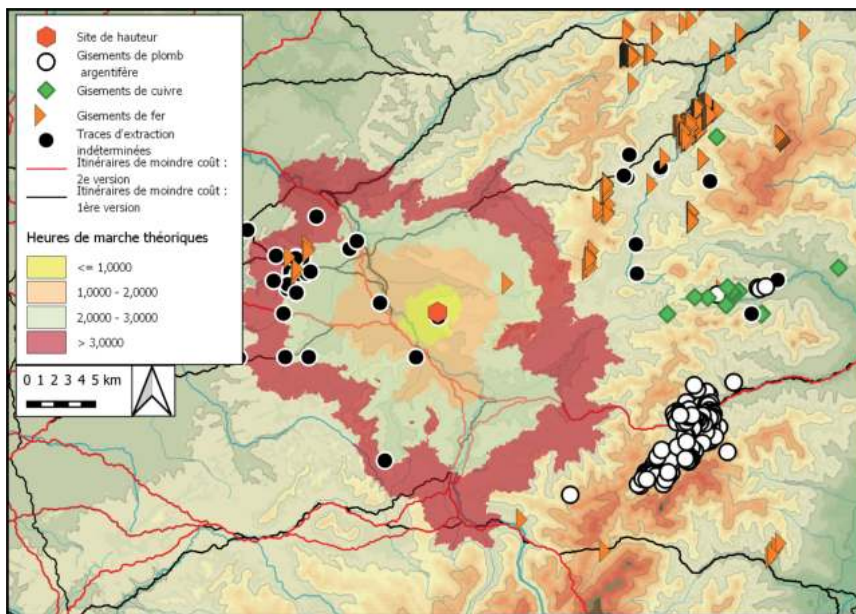 Site de hauteur
Gisements de plomb
argentifère
Gisements de cuivre
Gisements de fer
Traces d'extraction
indéterminées
Itinéraires de moindre coût :
2e version
Itinéraires de moindre coût :
1ère version
Heures de marche théoriques
<= 1,0000
1,0000 - 2,0000
2,0000 - 3,0000
> 3,0000
0 1 2 3 4 5 km